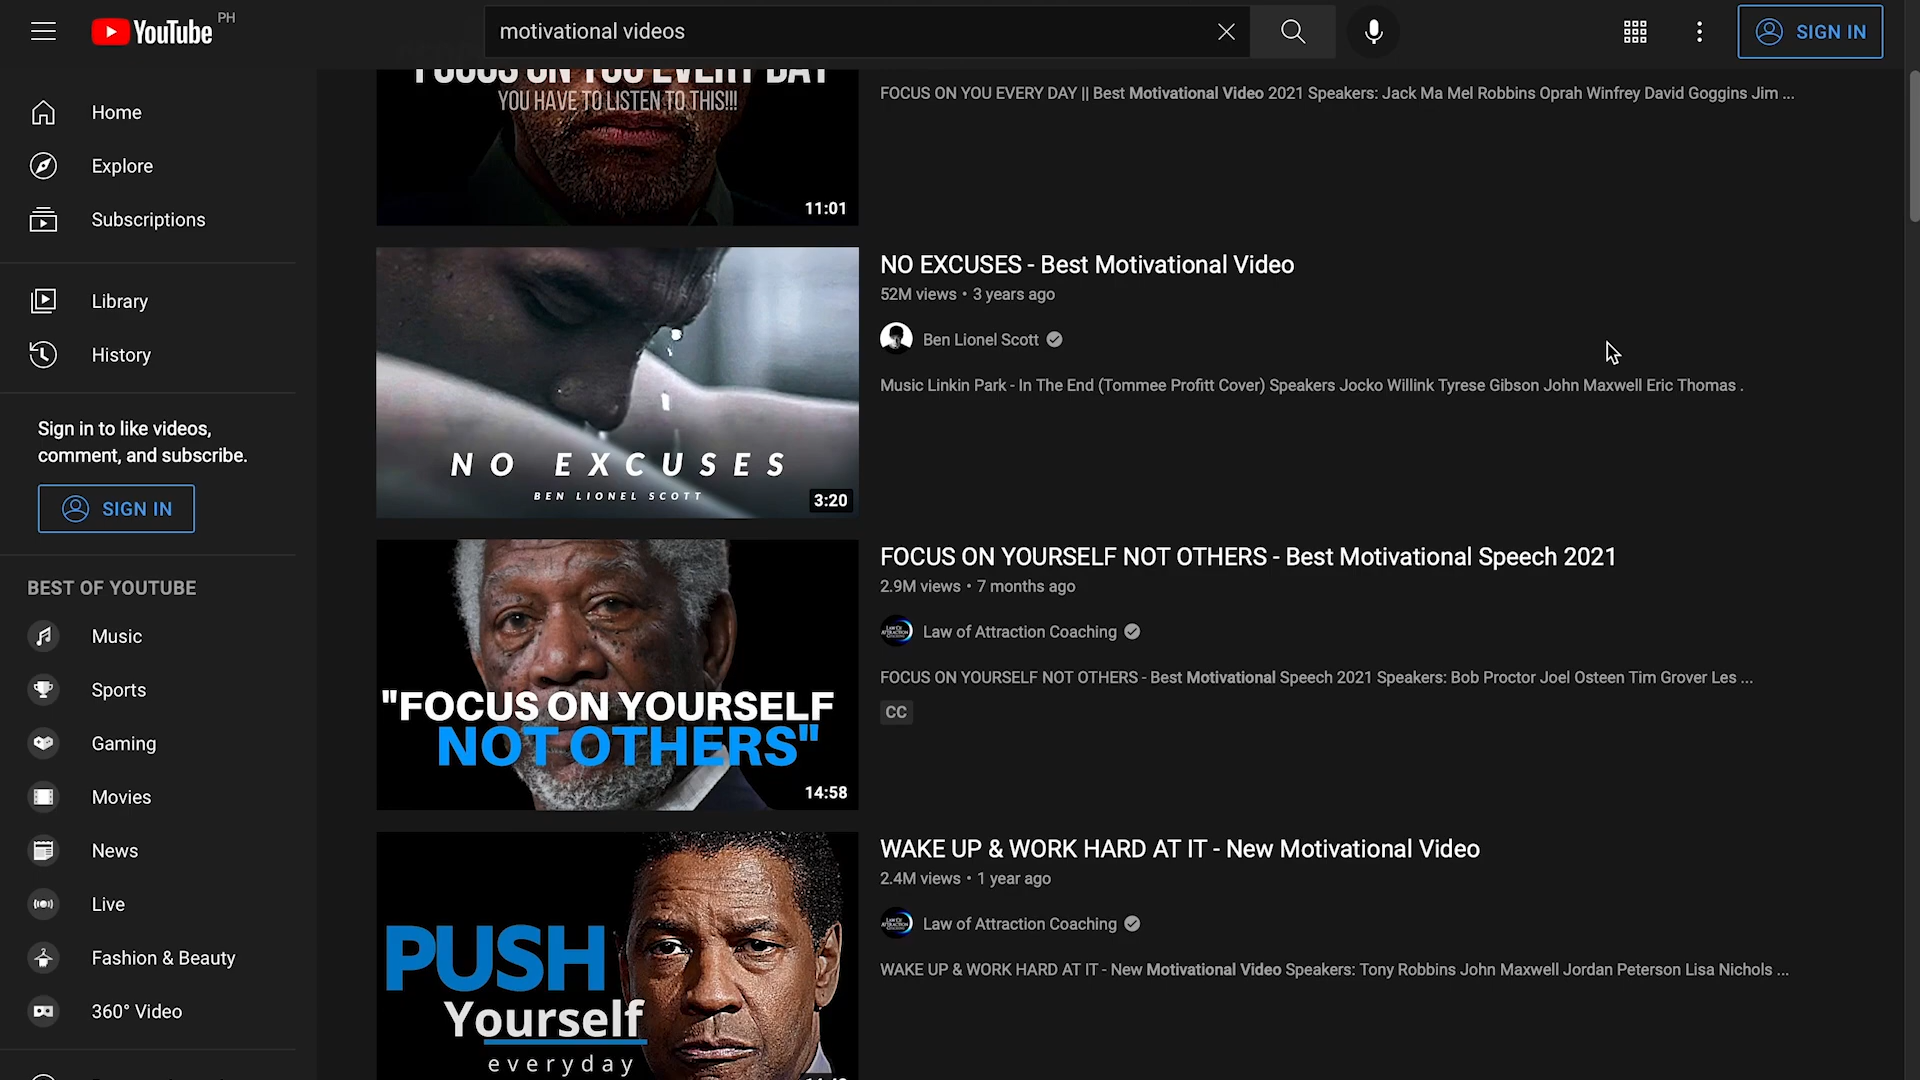 YouTube PH
motivational videos
SIGN IN
Home
Explore
Subscriptions
Library
History
Sign in to like videos,
comment, and subscribe.
SIGN IN
BEST OF YOUTUBE
Music
Sports
Gaming
Movies
News
Live
Fashion & Beauty
360° Video
FOCUS ON YOU EVERY DAY
YOU HAVE TO LISTEN TO THIS!!!
11:01
FOCUS ON YOU EVERY DAY || Best Motivational Video 2021 Speakers: Jack Ma Mel Robbins Oprah Winfrey David Goggins Jim ...
NO EXCUSES
BEN LIONEL SCOTT
3:20
NO EXCUSES - Best Motivational Video
52M views • 3 years ago
Ben Lionel Scott
Music Linkin Park - In The End (Tommee Profitt Cover) Speakers Jocko Willink Tyrese Gibson John Maxwell Eric Thomas .
"FOCUS ON YOURSELF
NOT OTHERS"
14:58
FOCUS ON YOURSELF NOT OTHERS - Best Motivational Speech 2021
2.9M views • 7 months ago
Law of Attraction Coaching
FOCUS ON YOURSELF NOT OTHERS - Best Motivational Speech 2021 Speakers: Bob Proctor Joel Osteen Tim Grover Les ...
CC
PUSH
Yourself
everyday
WAKE UP & WORK HARD AT IT - New Motivational Video
2.4M views • 1 year ago
Law of Attraction Coaching
WAKE UP & WORK HARD AT IT - New Motivational Video Speakers: Tony Robbins John Maxwell Jordan Peterson Lisa Nichols ...